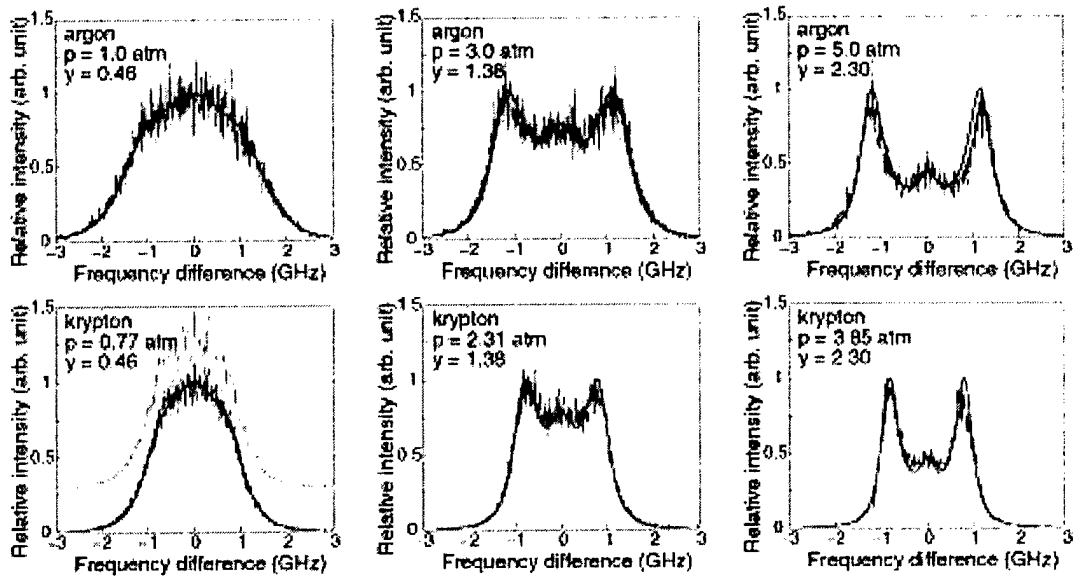 1.5
argon
p = 1.0 atm
y = 0.46
1
0.5
0
Relative intensity (arb. unit)
-3 -2 -1 0 1 2 3
Frequency difference (GHz)
1.5
argon
p = 3.0 atm
y = 1.38
1
0.5
0
Relative intensity (arb. unit)
-3 -2 -1 0 1 2 3
Frequency difference (GHz)
1.5
argon
p = 5.0 atm
y = 2.30
1
0.5
0
Relative intensity (arb. unit)
-3 -2 -1 0 1 2 3
Frequency difference (GHz)
1.5
krypton
p = 0.77 atm
y = 0.46
1
0.5
0
Relative intensity (arb. unit)
-3 -2 -1 0 1 2 3
Frequency difference (GHz)
1.5
krypton
p = 2.31 atm
y = 1.38
1
0.5
0
Relative intensity (arb. unit)
-3 -2 -1 0 1 2 3
Frequency difference (GHz)
1.5
krypton
p = 3.85 atm
y = 2.30
1
0.5
0
Relative intensity (arb. unit)
-3 -2 -1 0 1 2 3
Frequency difference (GHz)